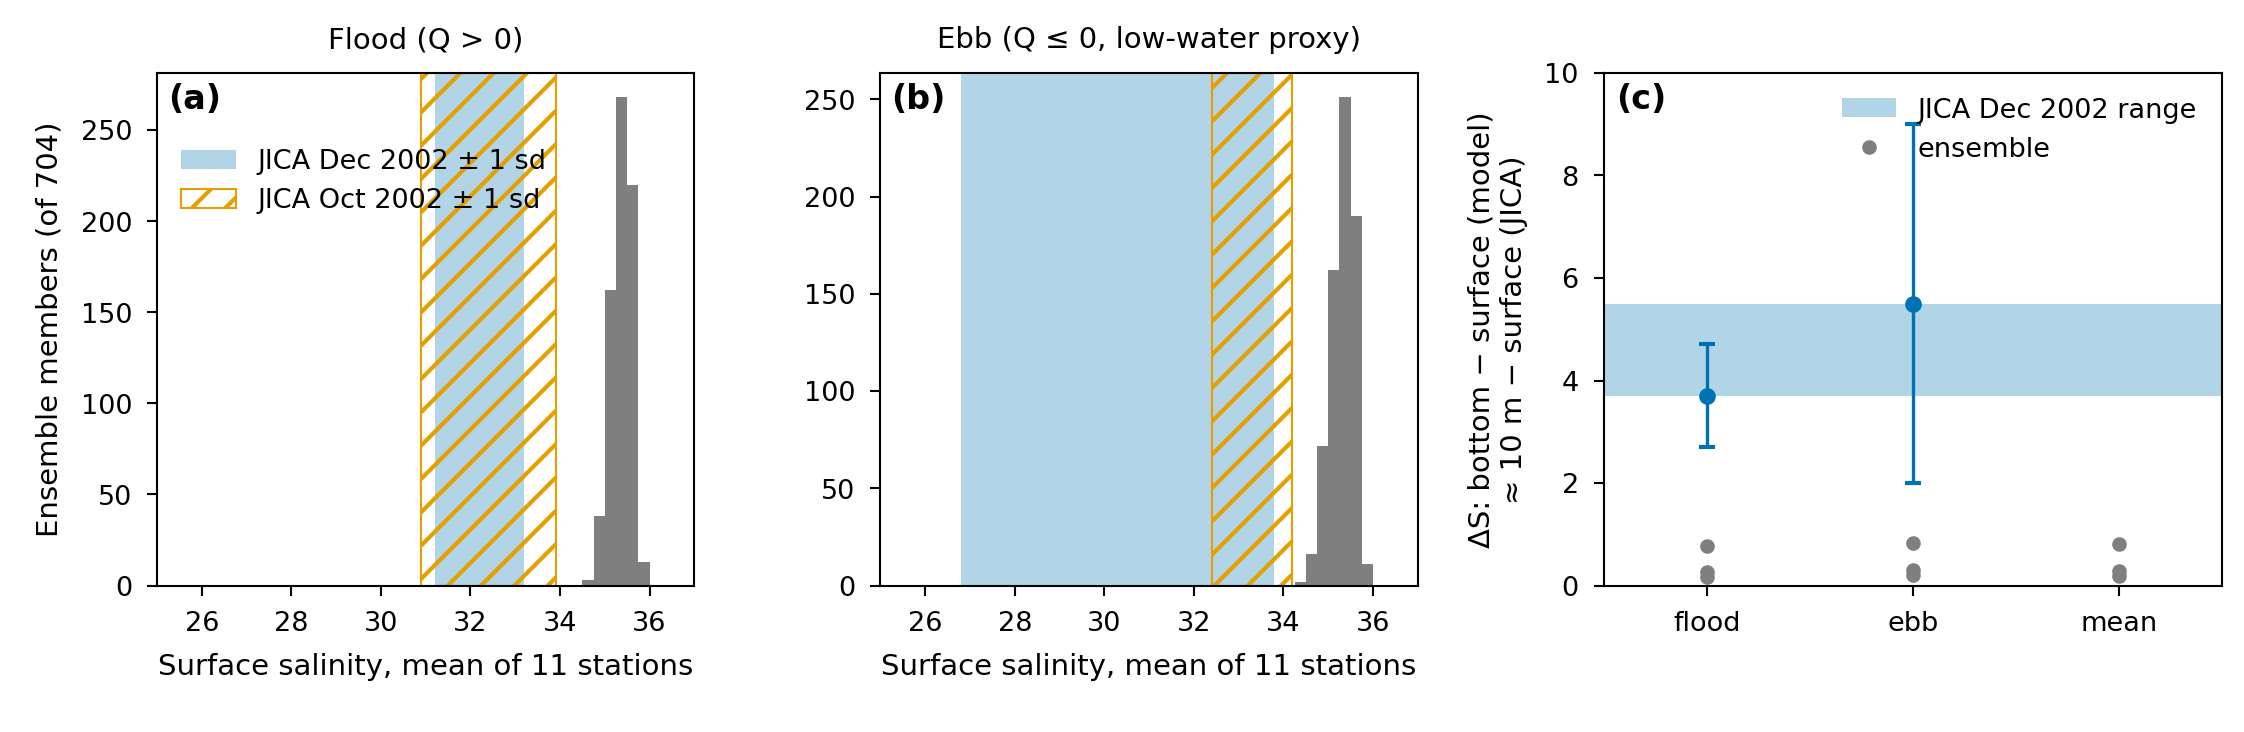 Flood (Q > 0)
(a)
JICA Dec 2002 ± 1 sd
JICA Oct 2002 ± 1 sd
Ensemble members (of 704)
250
200
150
100
50
0
26 28 30 32 34 36
Surface salinity, mean of 11 stations
Ebb (Q ≤ 0, low-water proxy)
(b)
250
200
150
100
50
0
26 28 30 32 34 36
Surface salinity, mean of 11 stations
(c)
JICA Dec 2002 range
ensemble
ΔS: bottom − surface (model)
≈ 10 m − surface (JICA)
10
8
6
4
2
0
flood ebb mean